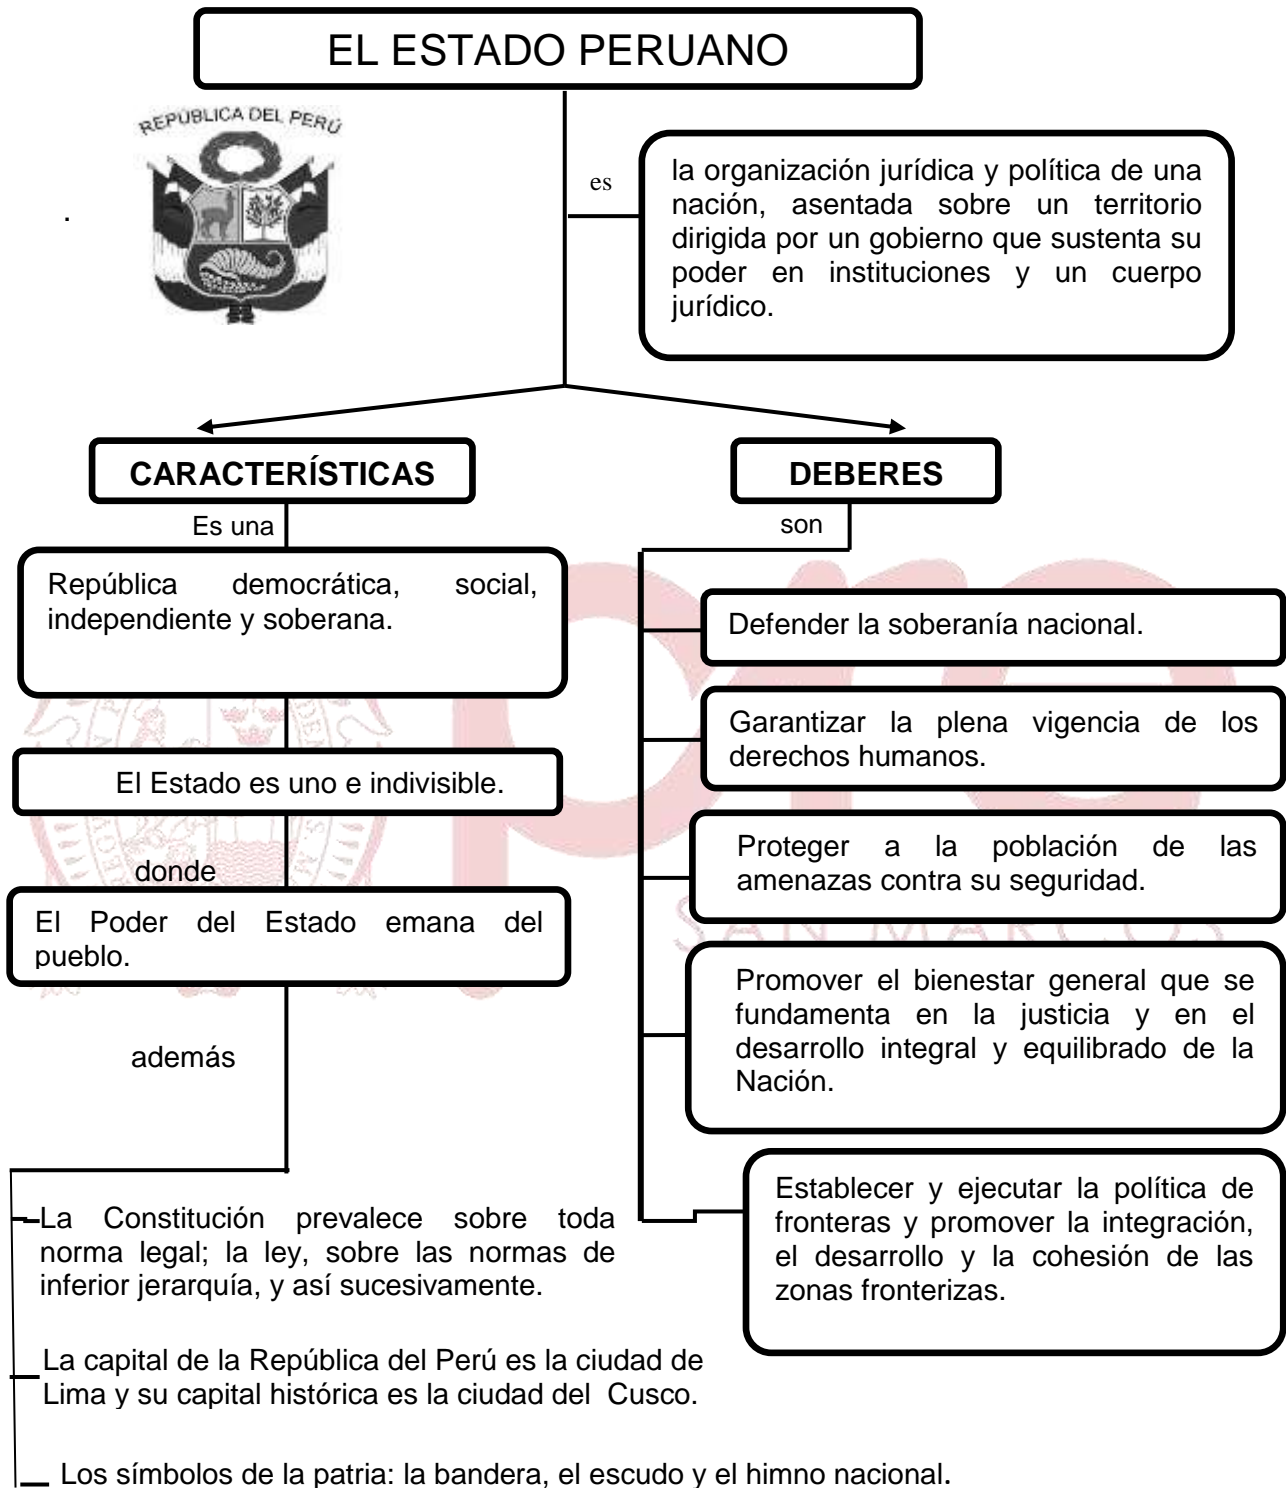 EL ESTADO PERUANO
REPÚBLICA DEL PERÚ
es
la organización jurídica y política de una
nación, asentada sobre un territorio
dirigida por un gobierno que sustenta su
poder en instituciones y un cuerpo
jurídico.
.
CARACTERÍSTICAS
Es una
República democrática, social,
independiente y soberana.
El Estado es uno e indivisible.
donde
El Poder del Estado emana del
pueblo.
además
La Constitución prevalece sobre toda
norma legal; la ley, sobre las normas de
inferior jerarquía, y así sucesivamente.
La capital de la República del Perú es la ciudad de
Lima y su capital histórica es la ciudad del Cusco.
Los símbolos de la patria: la bandera, el escudo y el himno nacional.
DEBERES
son
Defender la soberanía nacional.
Garantizar la plena vigencia de los
derechos humanos.
Proteger a la población de las
amenazas contra su seguridad.
Promover el bienestar general que se
fundamenta en la justicia y en el
desarrollo integral y equilibrado de la
Nación.
Establecer y ejecutar la política de
fronteras y promover la integración,
el desarrollo y la cohesión de las
zonas fronterizas.
pre
SAN MARCOS